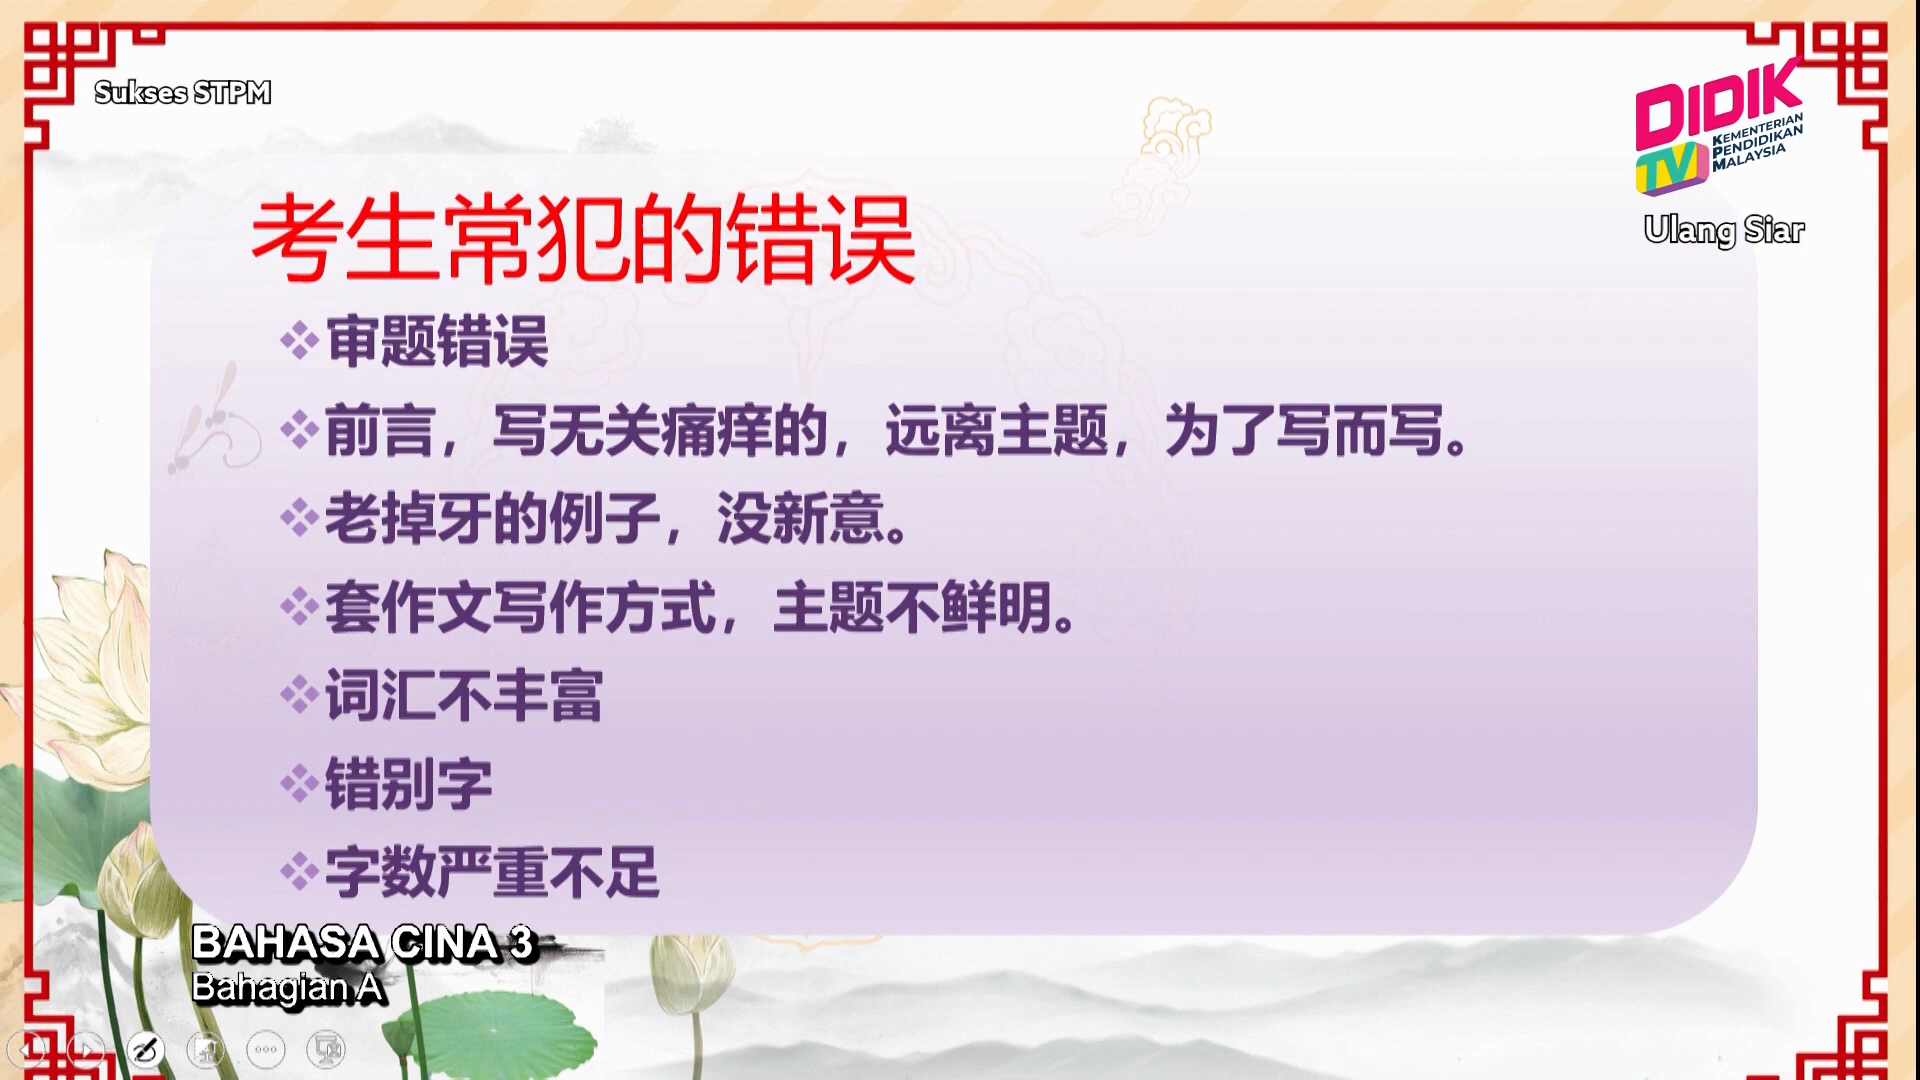 Sukses STPM
DIDIK
TV
KEMENTERIAN
PENDIDIKAN
MALAYSIA
Ulang Siar
考生常犯的错误
审题错误
前言，写无关痛痒的，远离主题，为了写而写。
老掉牙的例子，没新意。
套作文写作方式，主题不鲜明。
词汇不丰富
错别字
字数严重不足
BAHASA CINA 3
Bahagian A